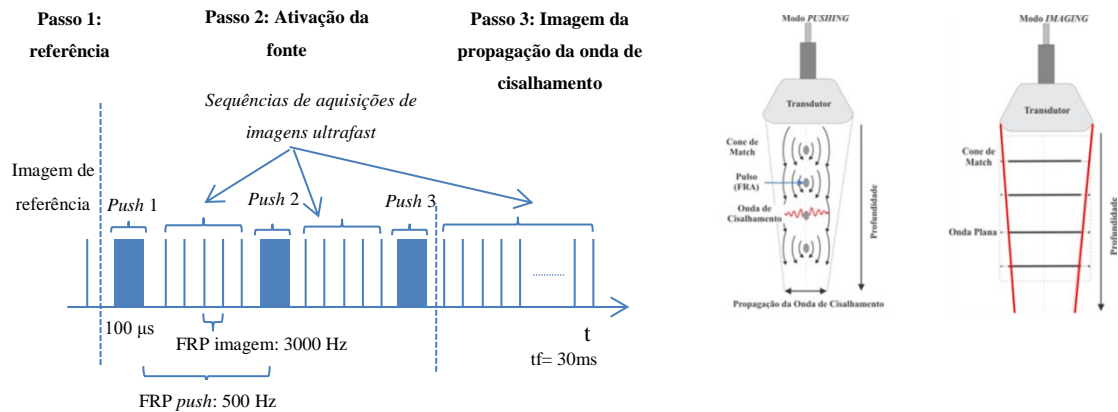 Passo 1:
referência
Passo 2: Ativação da
fonte
Passo 3: Imagem da
propagação da onda de
cisalhamento
Sequências de aquisições de
imagens ultrafast
Imagem de
referência
Push 1
Push 2
Push 3
100 μs
FRP imagem: 3000 Hz
FRP push: 500 Hz
t
tf= 30ms
Modo PUSHING
Transdutor
Cone de
Match
Pulso
(FRA)
Onda de
Cisalhamento
Profundidade
Propagação da Onda de Cisalhamento
Modo IMAGING
Transdutor
Cone de
Match
Onda Plana
Profundidade